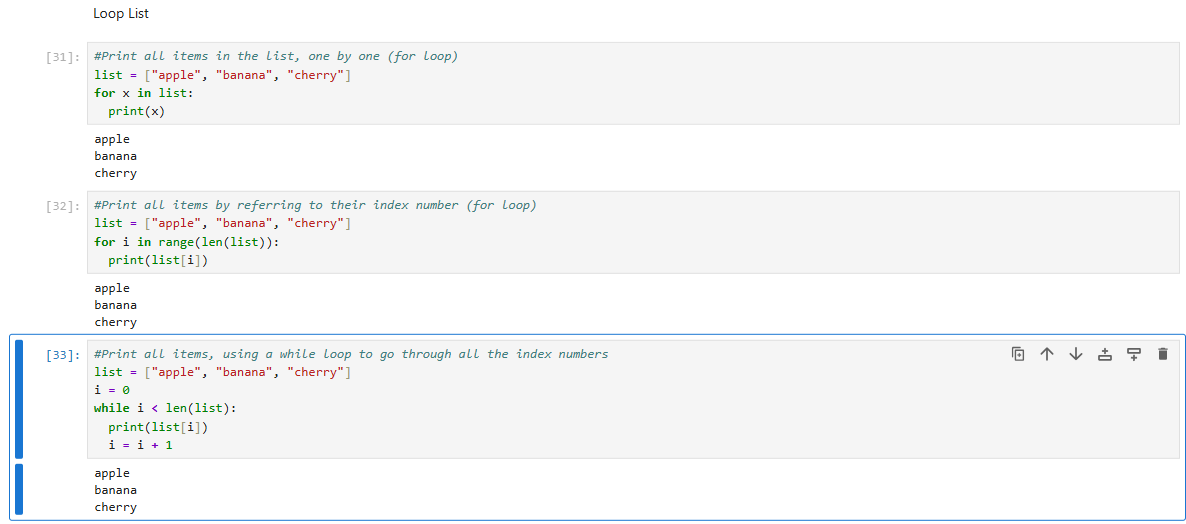 Loop List
[31]: #Print all items in the list, one by one (for loop)
list = ["apple", "banana", "cherry"]
for x in list:
  print(x)
apple
banana
cherry
[32]: #Print all items by referring to their index number (for loop)
list = ["apple", "banana", "cherry"]
for i in range(len(list)):
  print(list[i])
apple
banana
cherry
[33]: #Print all items, using a while loop to go through all the index numbers
list = ["apple", "banana", "cherry"]
i = 0
while i < len(list):
  print(list[i])
  i = i + 1
apple
banana
cherry